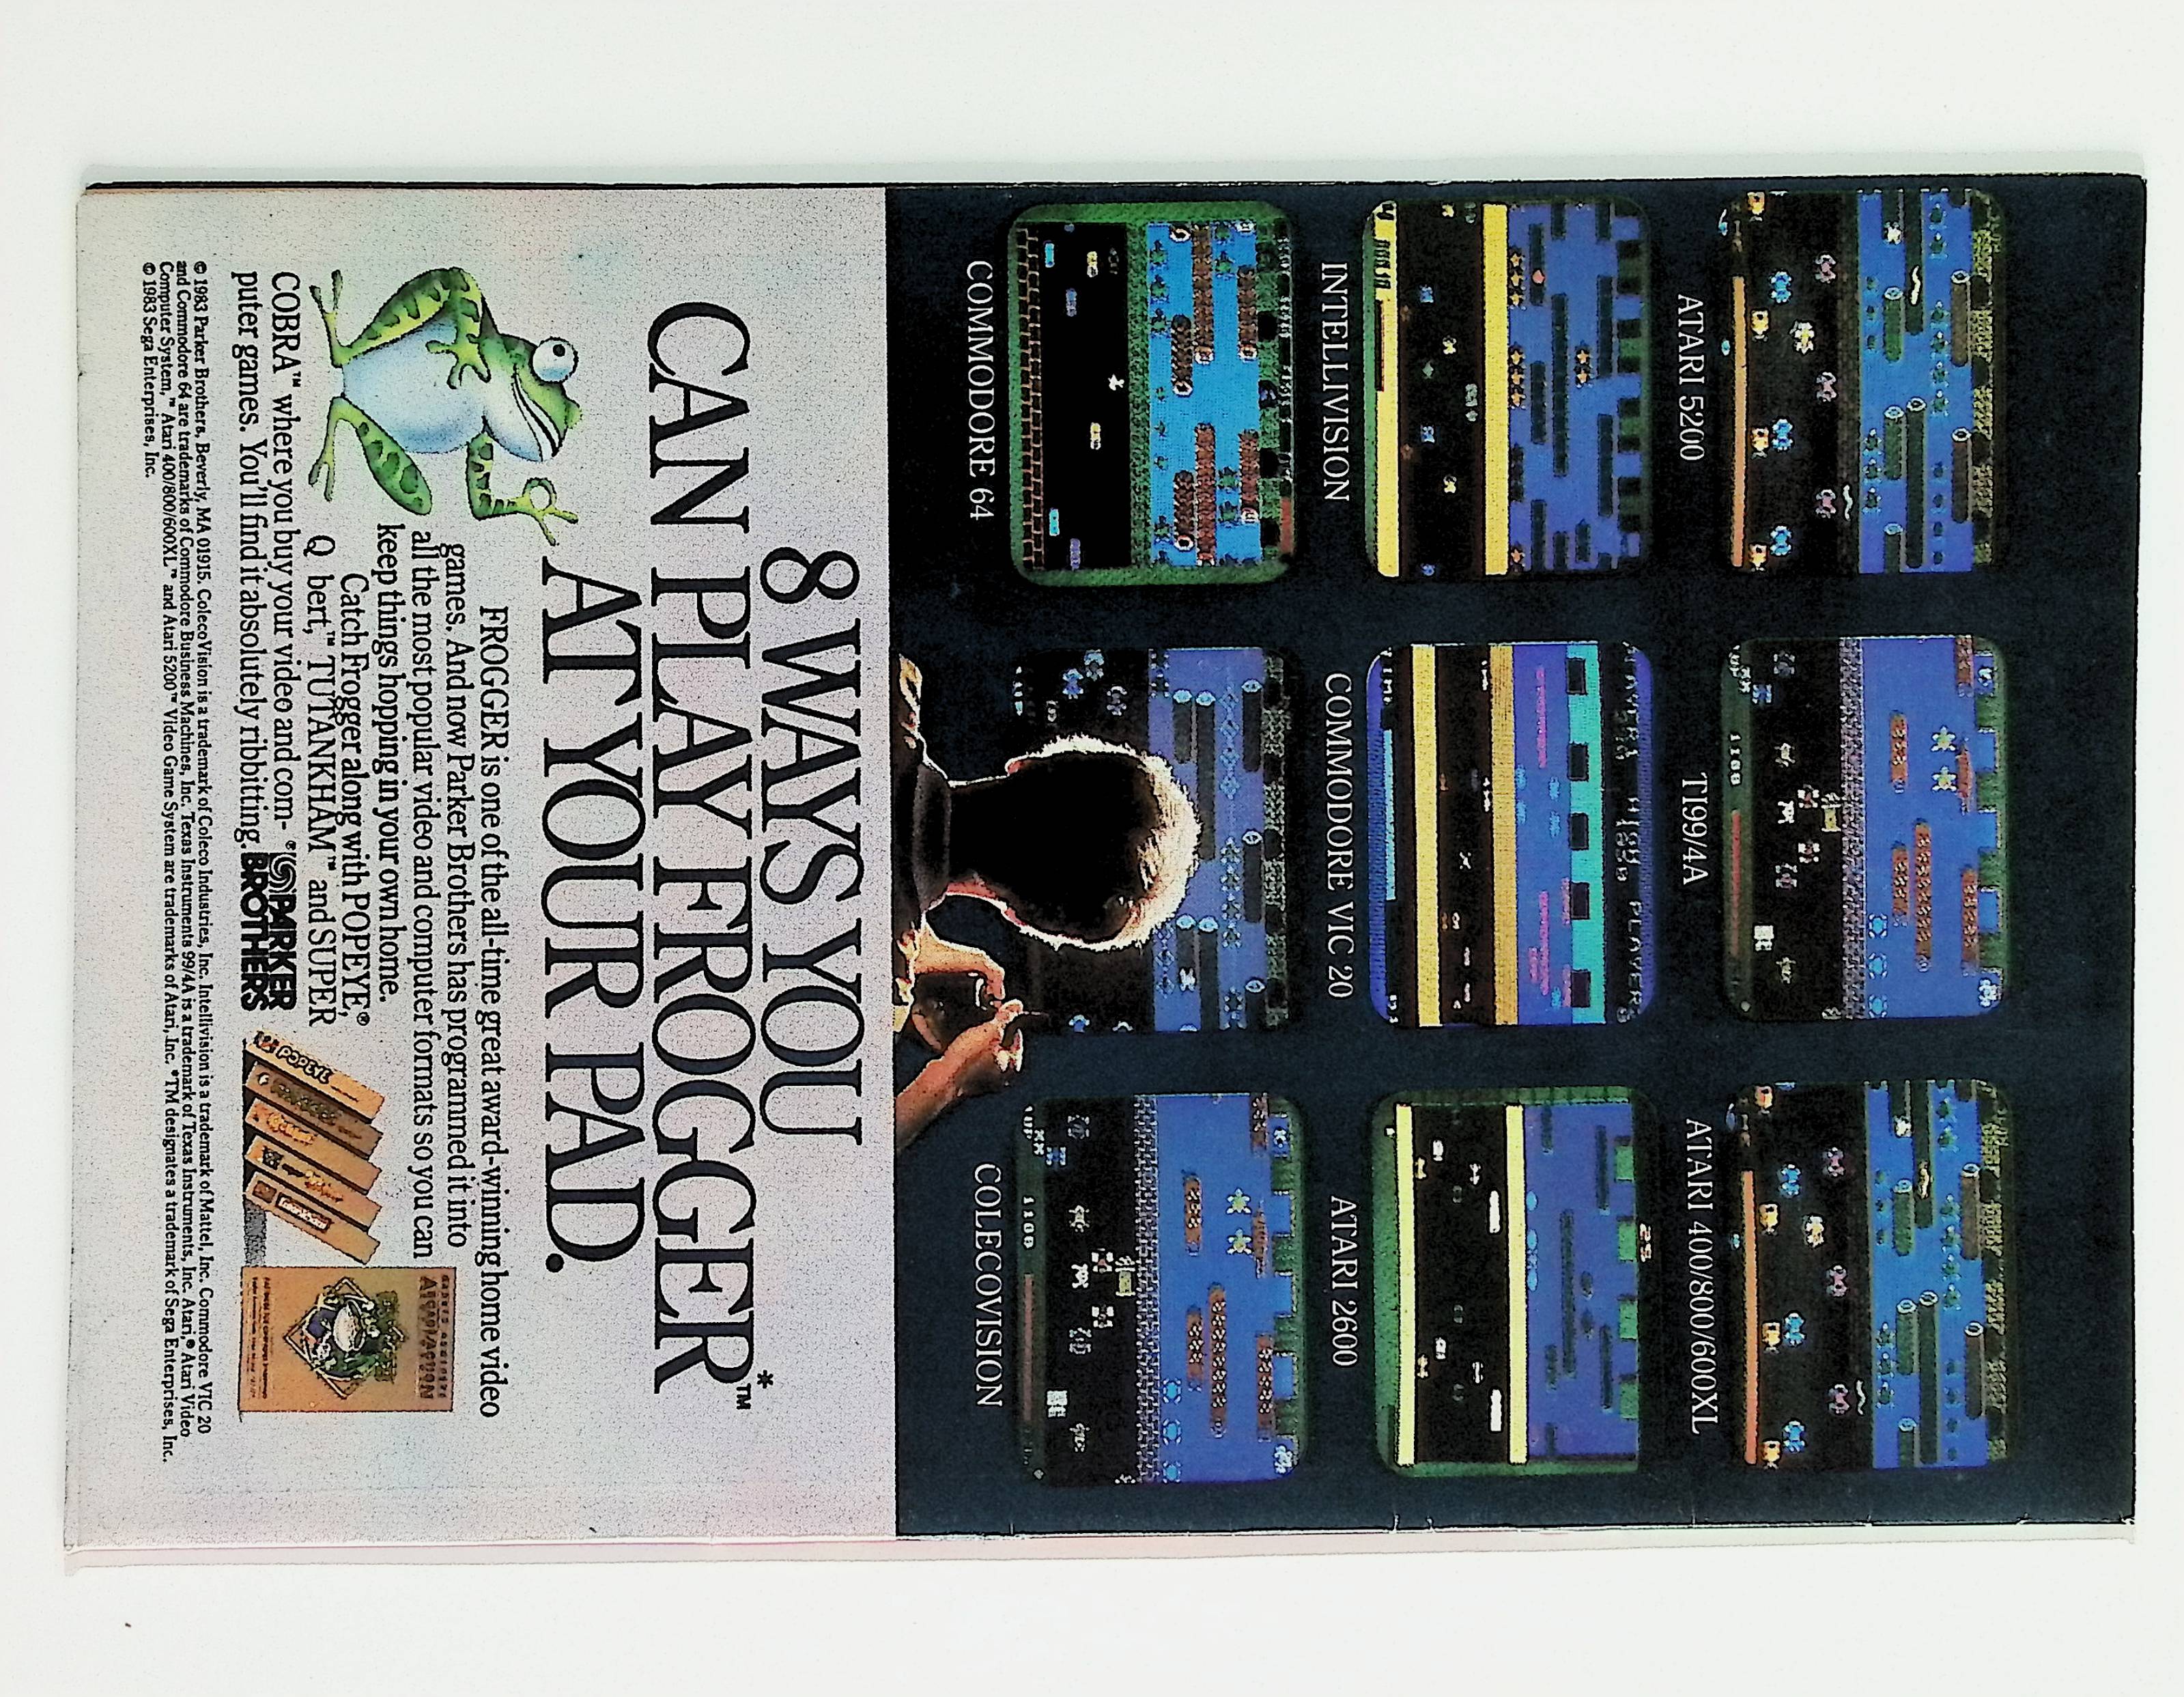 ATARI 5200
TI99/4A
ATARI 400/800/600XL
INTELLIVISION
COMMODORE VIC 20
ATARI 2600
COMMODORE 64
COLECOVISION
8 WAYS YOU
CAN PLAY FROGGER*™
AT YOUR PAD.
FROGGER is one of the all-time great award-winning home video
games. And now Parker Brothers has programmed it into
all the most popular video and computer formats so you can
keep things hopping in your own home.
Catch Frogger along with POPEYE,®
Q bert,™ TUTANKHAM™ and SUPER
COBRA™ where you buy your video and com-
puter games. You'll find it absolutely ribbitting.
PARKER
BROTHERS
POPEYE
© 1983 Parker Brothers, Beverly, MA 01915. ColecoVision is a trademark of Coleco Industries, Inc. Intellivision is a trademark of Mattel, Inc. Commodore VIC 20
and Commodore 64 are trademarks of Commodore Business Machines, Inc. Texas Instruments 99/4A is a trademark of Texas Instruments, Inc. Atari,® Atari Video
Computer System,™ Atari 400/800/600XL™ and Atari 5200™ Video Game System are trademarks of Atari, Inc. *TM designates a trademark of Sega Enterprises, Inc.
© 1983 Sega Enterprises, Inc.